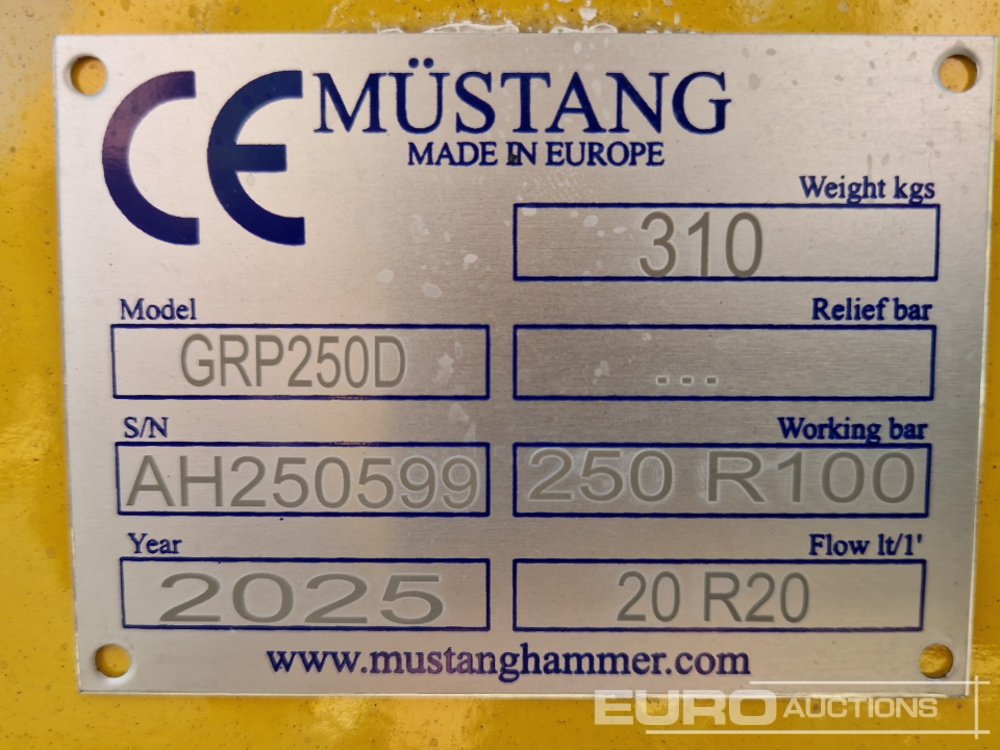 CE MÜSTANG
MADE IN EUROPE
Weight kgs
310
Model
GRP250D
Relief bar
...
S/N
AH250599
Working bar
250 R100
Year
2025
Flow lt/1'
20 R20
www.mustanghammer.com
EURO AUCTIONS